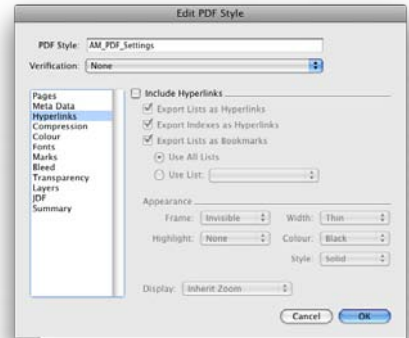 Edit PDF Style
PDF Style: AM_PDF_Settings
Verification: None
Pages
Meta Data
Hyperlinks
Compression
Colour
Fonts
Marks
Bleed
Transparency
Layers
JDF
Summary
Include Hyperlinks
Export Lists as Hyperlinks
Export Indexes as Hyperlinks
Export Lists as Bookmarks
Use All Lists
Use List:
Appearance
Frame: Invisible Width: Thin
Highlight: None Colour: Black
Style: Solid
Display: Inherit Zoom
Cancel OK